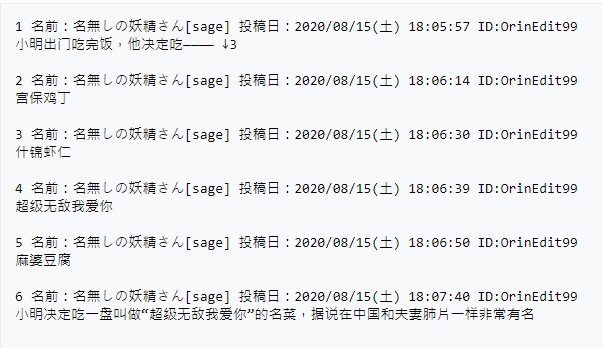 1 名前：名無しの妖精さん[sage] 投稿日：2020/08/15(土) 18:05:57 ID:OrinEdit99
小明出门吃完饭，他决定吃———— ↓3
2 名前：名無しの妖精さん[sage] 投稿日：2020/08/15(土) 18:06:14 ID:OrinEdit99
宫保鸡丁
3 名前：名無しの妖精さん[sage] 投稿日：2020/08/15(土) 18:06:30 ID:OrinEdit99
什锦虾仁
4 名前：名無しの妖精さん[sage] 投稿日：2020/08/15(土) 18:06:39 ID:OrinEdit99
超级无敌我爱你
5 名前：名無しの妖精さん[sage] 投稿日：2020/08/15(土) 18:06:50 ID:OrinEdit99
麻婆豆腐
6 名前：名無しの妖精さん[sage] 投稿日：2020/08/15(土) 18:07:40 ID:OrinEdit99
小明决定吃一盘叫做“超级无敌我爱你”的名菜，据说在中国和夫妻肺片一样非常有名